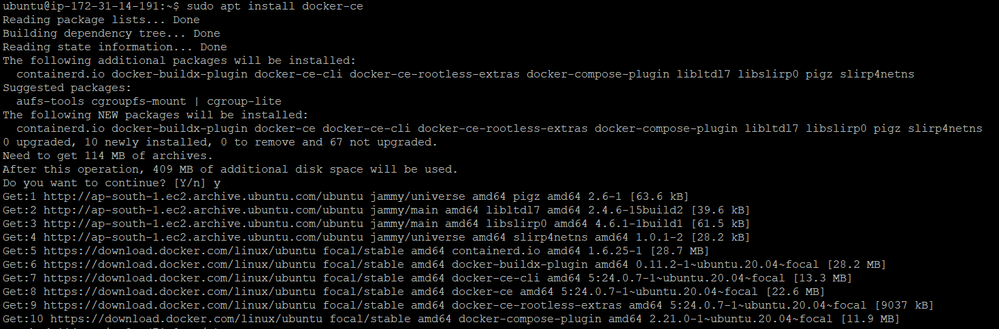 ubuntu@ip-172-31-14-191:~$ sudo apt install docker-ce
Reading package lists... Done
Building dependency tree... Done
Reading state information... Done
The following additional packages will be installed:
  containerd.io docker-buildx-plugin docker-ce-cli docker-ce-rootless-extras docker-compose-plugin libltdl7 libslirp0 pigz slirp4netns
Suggested packages:
  aufs-tools cgroupfs-mount | cgroup-lite
The following NEW packages will be installed:
  containerd.io docker-buildx-plugin docker-ce docker-ce-cli docker-ce-rootless-extras docker-compose-plugin libltdl7 libslirp0 pigz slirp4netns
0 upgraded, 10 newly installed, 0 to remove and 67 not upgraded.
Need to get 114 MB of archives.
After this operation, 409 MB of additional disk space will be used.
Do you want to continue? [Y/n] y
Get:1 http://ap-south-1.ec2.archive.ubuntu.com/ubuntu jammy/universe amd64 pigz amd64 2.6-1 [63.6 kB]
Get:2 http://ap-south-1.ec2.archive.ubuntu.com/ubuntu jammy/main amd64 libltdl7 amd64 2.4.6-15build2 [39.6 kB]
Get:3 http://ap-south-1.ec2.archive.ubuntu.com/ubuntu jammy/main amd64 libslirp0 amd64 4.6.1-1build1 [61.5 kB]
Get:4 http://ap-south-1.ec2.archive.ubuntu.com/ubuntu jammy/universe amd64 slirp4netns amd64 1.0.1-2 [28.2 kB]
Get:5 https://download.docker.com/linux/ubuntu focal/stable amd64 containerd.io amd64 1.6.25-1 [28.7 MB]
Get:6 https://download.docker.com/linux/ubuntu focal/stable amd64 docker-buildx-plugin amd64 0.11.2-1~ubuntu.20.04~focal [28.2 MB]
Get:7 https://download.docker.com/linux/ubuntu focal/stable amd64 docker-ce-cli amd64 5:24.0.7-1~ubuntu.20.04~focal [13.3 MB]
Get:8 https://download.docker.com/linux/ubuntu focal/stable amd64 docker-ce amd64 5:24.0.7-1~ubuntu.20.04~focal [22.6 MB]
Get:9 https://download.docker.com/linux/ubuntu focal/stable amd64 docker-ce-rootless-extras amd64 5:24.0.7-1~ubuntu.20.04~focal [9037 kB]
Get:10 https://download.docker.com/linux/ubuntu focal/stable amd64 docker-compose-plugin amd64 2.21.0-1~ubuntu.20.04~focal [11.9 MB]